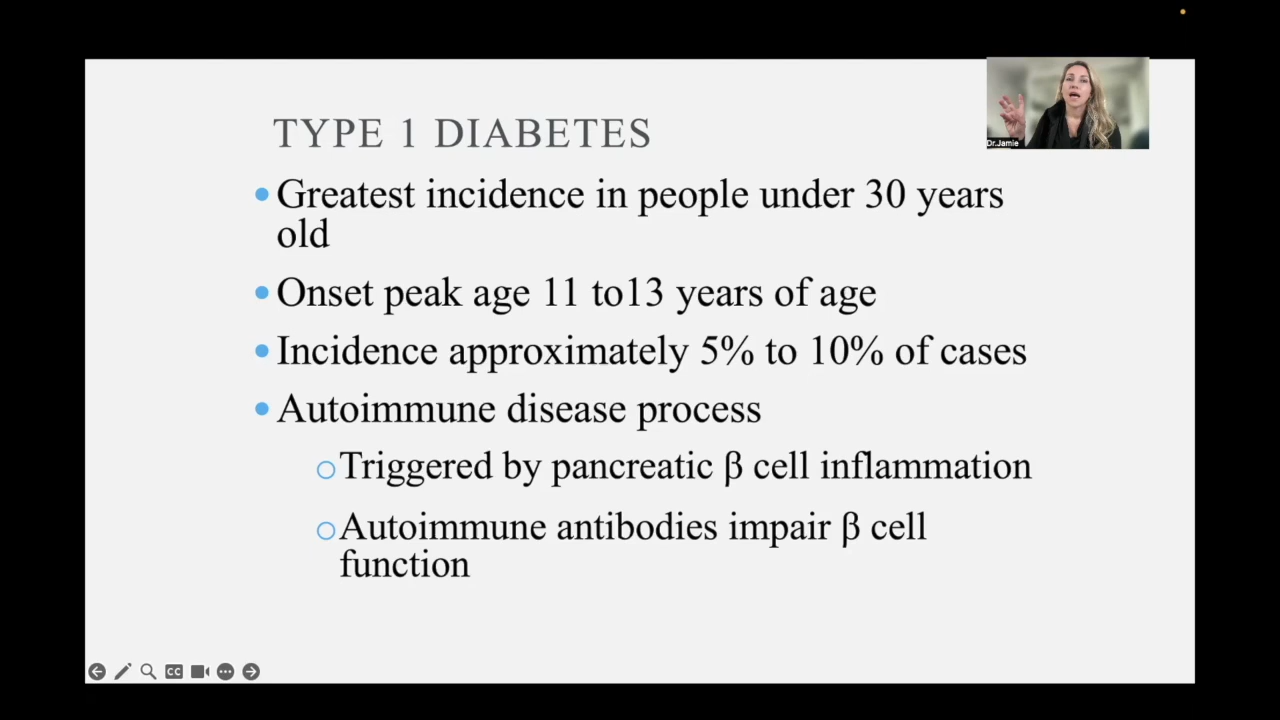 Dr.Jamie
TYPE 1 DIABETES
•Greatest incidence in people under 30 years
old
•Onset peak age 11 to13 years of age
•Incidence approximately 5% to 10% of cases
•Autoimmune disease process
○Triggered by pancreatic β cell inflammation
○Autoimmune antibodies impair β cell
function
CC